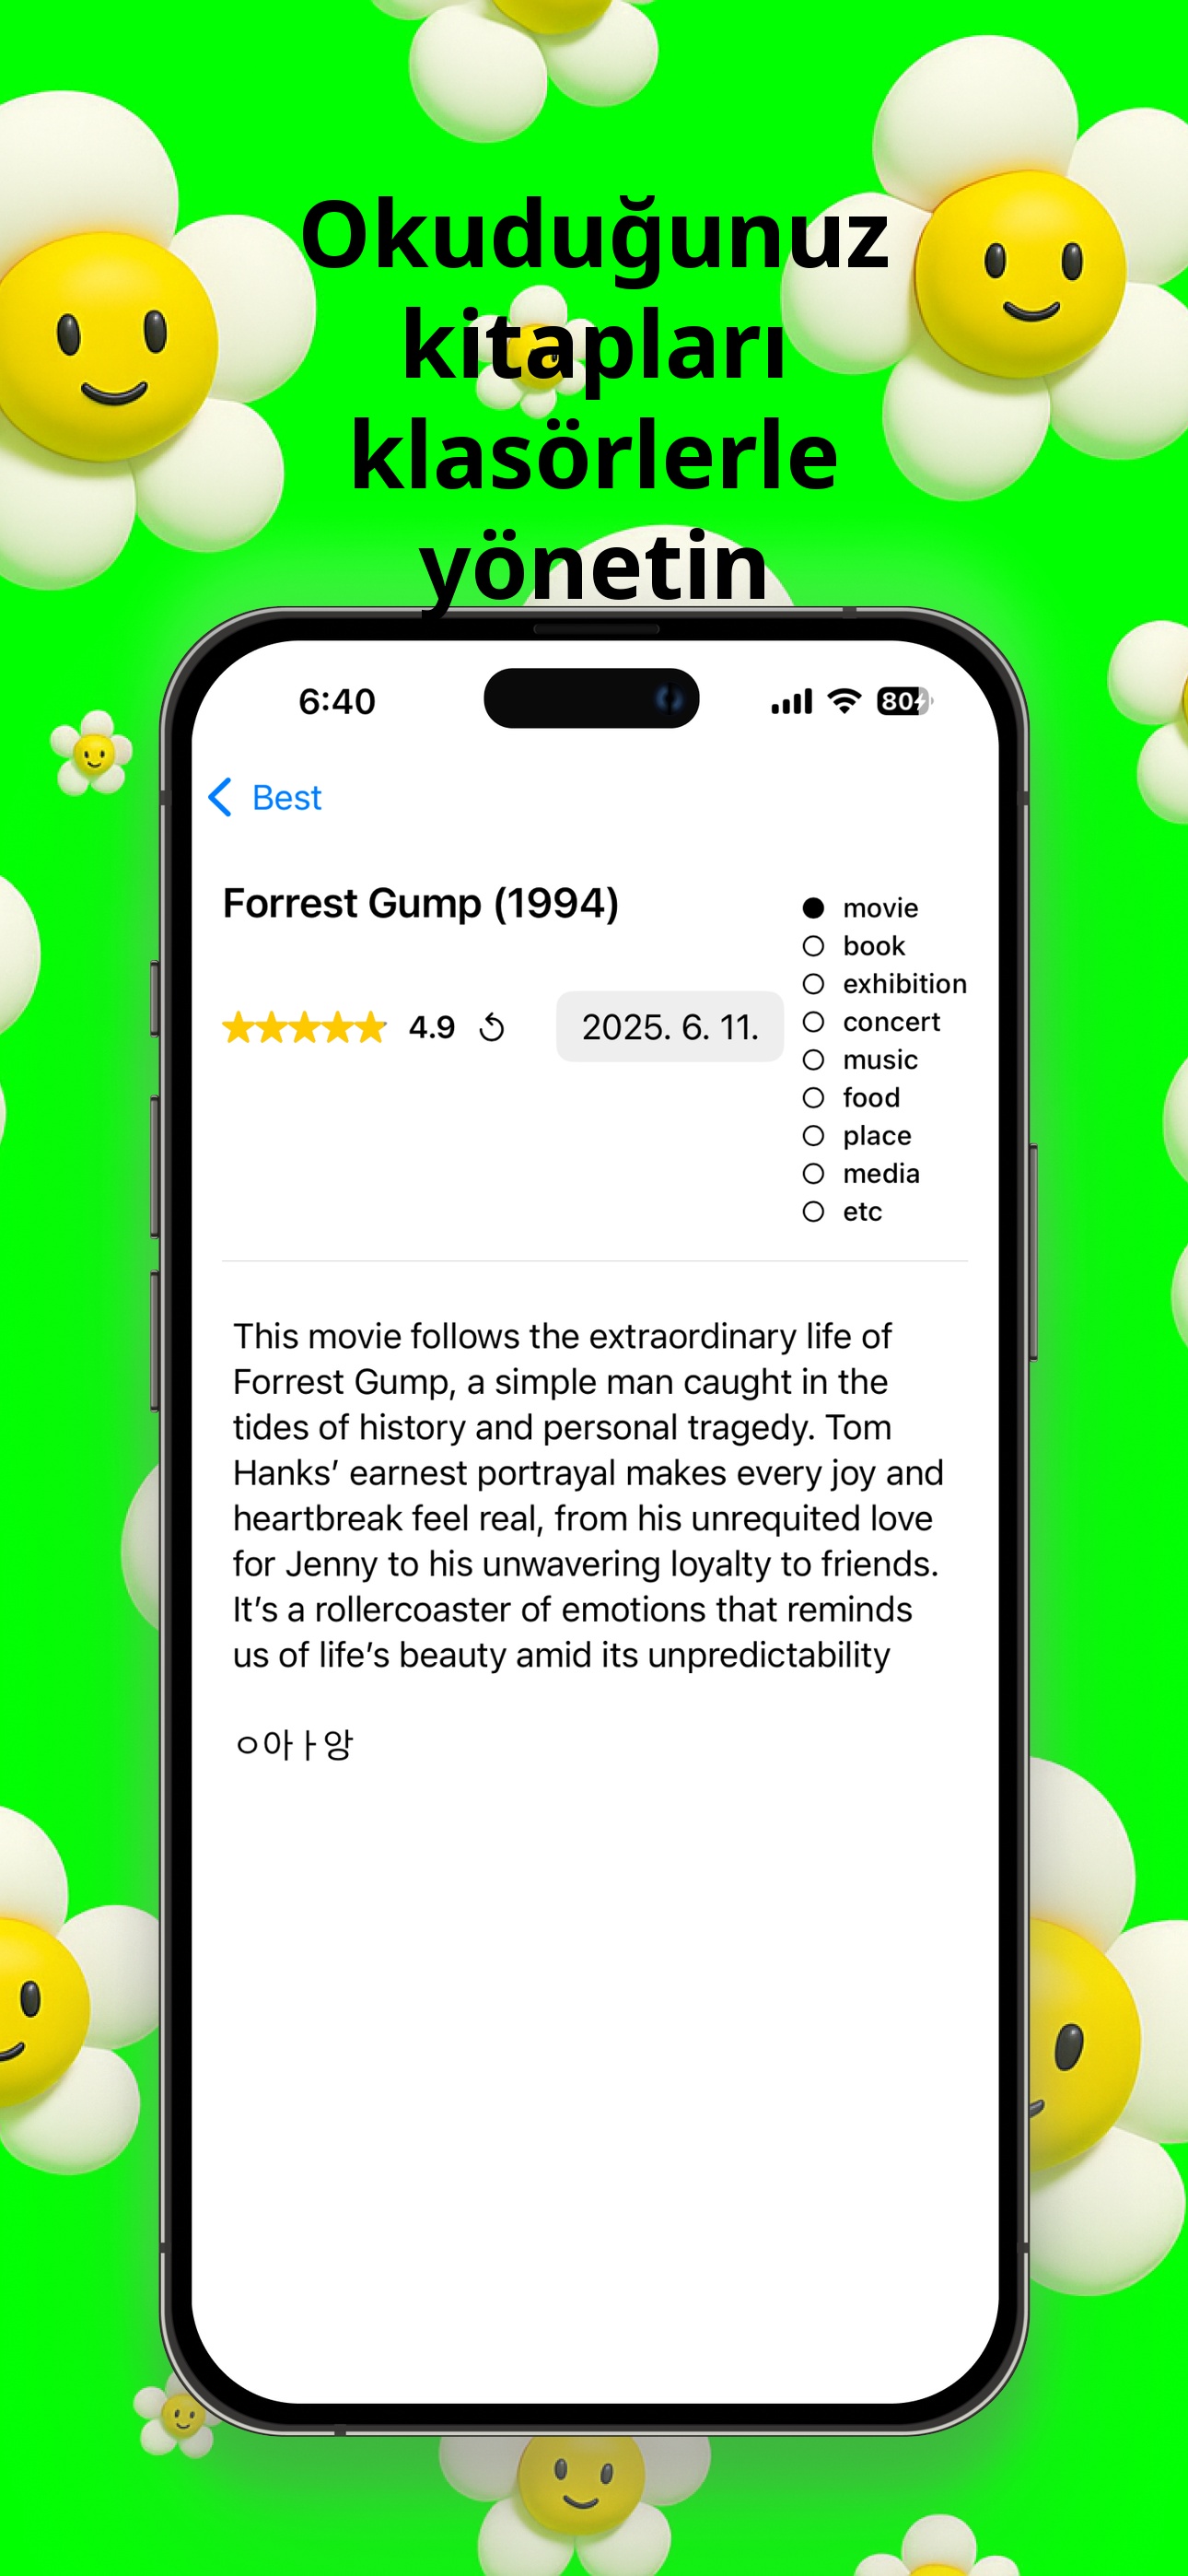 Okuduğunuz
kitapları
klasörlerle
yönetin
6:40
80
Best
Forrest Gump (1994)
4.9
2025. 6. 11.
movie
book
exhibition
concert
music
food
place
media
etc
This movie follows the extraordinary life of
Forrest Gump, a simple man caught in the
tides of history and personal tragedy. Tom
Hanks’ earnest portrayal makes every joy and
heartbreak feel real, from his unrequited love
for Jenny to his unwavering loyalty to friends.
It’s a rollercoaster of emotions that reminds
us of life’s beauty amid its unpredictability
ㅇ아ㅏ앙